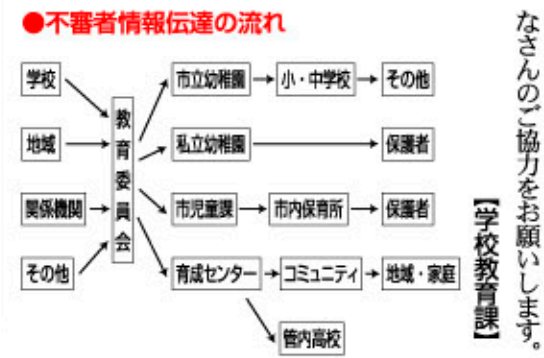 ●不審者情報伝達の流れ
学校
地域
関係機関
その他
教育委員会
市立幼稚園
小・中学校
その他
私立幼稚園
保護者
市児童課
市内保育所
保護者
育成センター
コミュニティ
地域・家庭
管内高校
なさんのご協力をお願いします。
【学校教育課】